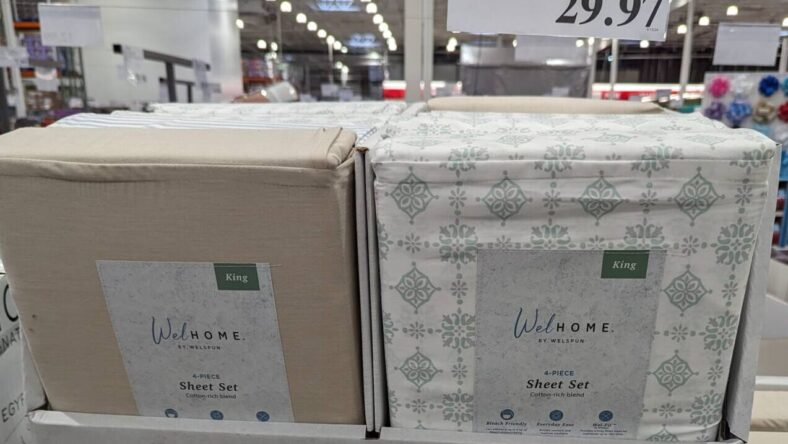 29.97
King
WelHOME.
BY WELSPUN
4-PIECE
Sheet Set
Cotton-rich blend
King
WelHOME.
BY WELSPUN
4-PIECE
Sheet Set
Cotton-rich blend
Bleach Friendly
Everyday Ease
EGY